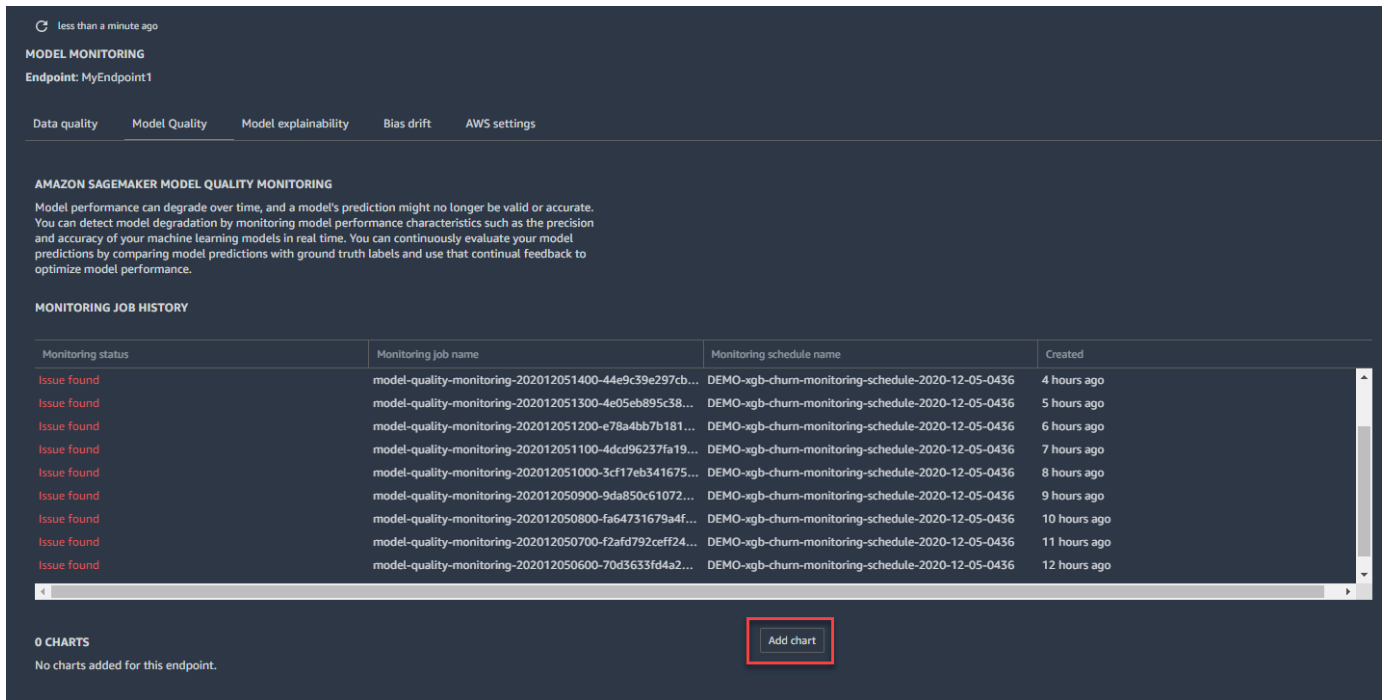 less than a minute ago
MODEL MONITORING
Endpoint: MyEndpoint1
Data quality Model Quality Model explainability Bias drift AWS settings
AMAZON SAGEMAKER MODEL QUALITY MONITORING
Model performance can degrade over time, and a model's prediction might no longer be valid or accurate.
You can detect model degradation by monitoring model performance characteristics such as the precision
and accuracy of your machine learning models in real time. You can continuously evaluate your model
predictions by comparing model predictions with ground truth labels and use that continual feedback to
optimize model performance.
MONITORING JOB HISTORY
Monitoring status Monitoring job name Monitoring schedule name Created
Issue found model-quality-monitoring-202012051400-44e9c39e297cb... DEMO-xgb-churn-monitoring-schedule-2020-12-05-0436 4 hours ago
Issue found model-quality-monitoring-202012051300-4e05eb895c38... DEMO-xgb-churn-monitoring-schedule-2020-12-05-0436 5 hours ago
Issue found model-quality-monitoring-202012051200-e78a4bb7b181... DEMO-xgb-churn-monitoring-schedule-2020-12-05-0436 6 hours ago
Issue found model-quality-monitoring-202012051100-4dcd96237fa19... DEMO-xgb-churn-monitoring-schedule-2020-12-05-0436 7 hours ago
Issue found model-quality-monitoring-202012051000-3cf17eb341675... DEMO-xgb-churn-monitoring-schedule-2020-12-05-0436 8 hours ago
Issue found model-quality-monitoring-202012050900-9da850c61072... DEMO-xgb-churn-monitoring-schedule-2020-12-05-0436 9 hours ago
Issue found model-quality-monitoring-202012050800-fa64731679a4f... DEMO-xgb-churn-monitoring-schedule-2020-12-05-0436 10 hours ago
Issue found model-quality-monitoring-202012050700-f2afd792ceff24... DEMO-xgb-churn-monitoring-schedule-2020-12-05-0436 11 hours ago
Issue found model-quality-monitoring-202012050600-70d3633fd4a2... DEMO-xgb-churn-monitoring-schedule-2020-12-05-0436 12 hours ago
0 CHARTS Add chart
No charts added for this endpoint.